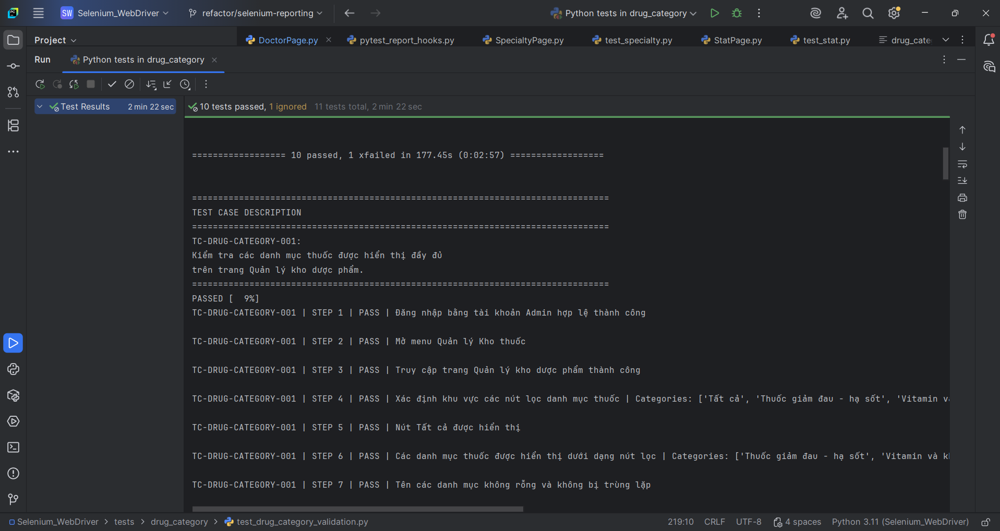 SW Selenium_WebDriver refactor/selenium-reporting Python tests in drug_category
Project DoctorPage.py pytest_report_hooks.py SpecialtyPage.py test_specialty.py StatPage.py test_stat.py drug_cate
Run Python tests in drug_category
Test Results 2 min 22 sec
10 tests passed, 1 ignored 11 tests total, 2 min 22 sec
================== 10 passed, 1 xfailed in 177.45s (0:02:57) ==================
================================================================================
TEST CASE DESCRIPTION
================================================================================
TC-DRUG-CATEGORY-001:
Kiểm tra các danh mục thuốc được hiển thị đầy đủ
trên trang Quản lý kho dược phẩm.
================================================================================
PASSED [  9%]
TC-DRUG-CATEGORY-001 | STEP 1 | PASS | Đăng nhập bằng tài khoản Admin hợp lệ thành công
TC-DRUG-CATEGORY-001 | STEP 2 | PASS | Mở menu Quản lý Kho thuốc
TC-DRUG-CATEGORY-001 | STEP 3 | PASS | Truy cập trang Quản lý kho dược phẩm thành công
TC-DRUG-CATEGORY-001 | STEP 4 | PASS | Xác định khu vực các nút lọc danh mục thuốc | Categories: ['Tất cả', 'Thuốc giảm đau - hạ sốt', 'Vitamin v
TC-DRUG-CATEGORY-001 | STEP 5 | PASS | Nút Tất cả được hiển thị
TC-DRUG-CATEGORY-001 | STEP 6 | PASS | Các danh mục thuốc được hiển thị dưới dạng nút lọc | Categories: ['Thuốc giảm đau - hạ sốt', 'Vitamin và k
TC-DRUG-CATEGORY-001 | STEP 7 | PASS | Tên các danh mục không rỗng và không bị trùng lặp
Selenium_WebDriver > tests > drug_category > test_drug_category_validation.py 219:10 CRLF UTF-8 4 spaces Python 3.11 (Selenium_WebDriver)